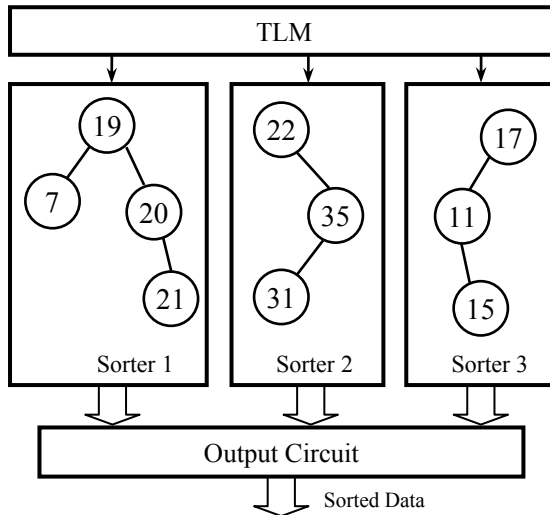 TLM
19
7
20
21
Sorter 1
22
35
31
Sorter 2
17
11
15
Sorter 3
Output Circuit
Sorted Data